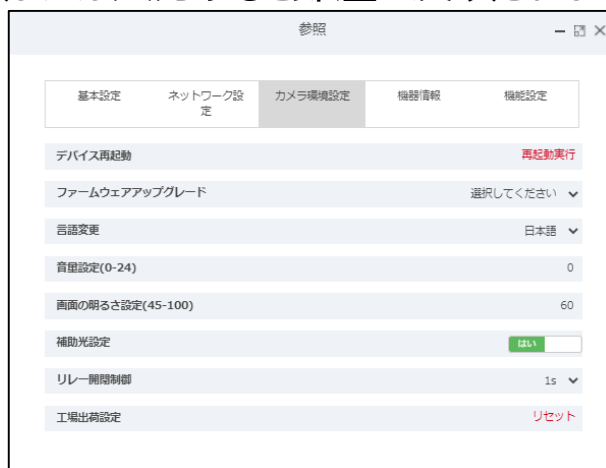 参照
基本設定
ネットワーク設
定
カメラ環境設定
機器情報
機能設定
デバイス再起動
再起動実行
ファームウェアアップグレード
選択してください
言語変更
日本語
音量設定(0-24)
0
画面の明るさ設定(45-100)
60
補助光設定
はい
リレー開閉制御
1s
工場出荷設定
リセット